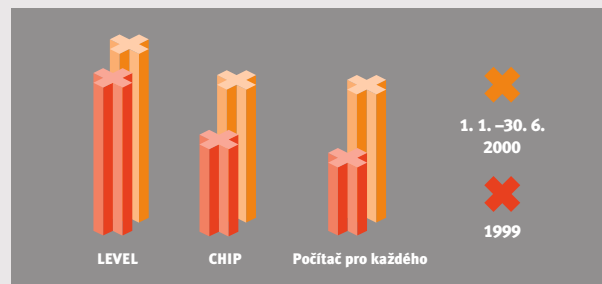 1. 1. –30. 6.
2000
1999
LEVEL
CHIP
Počítač pro každého